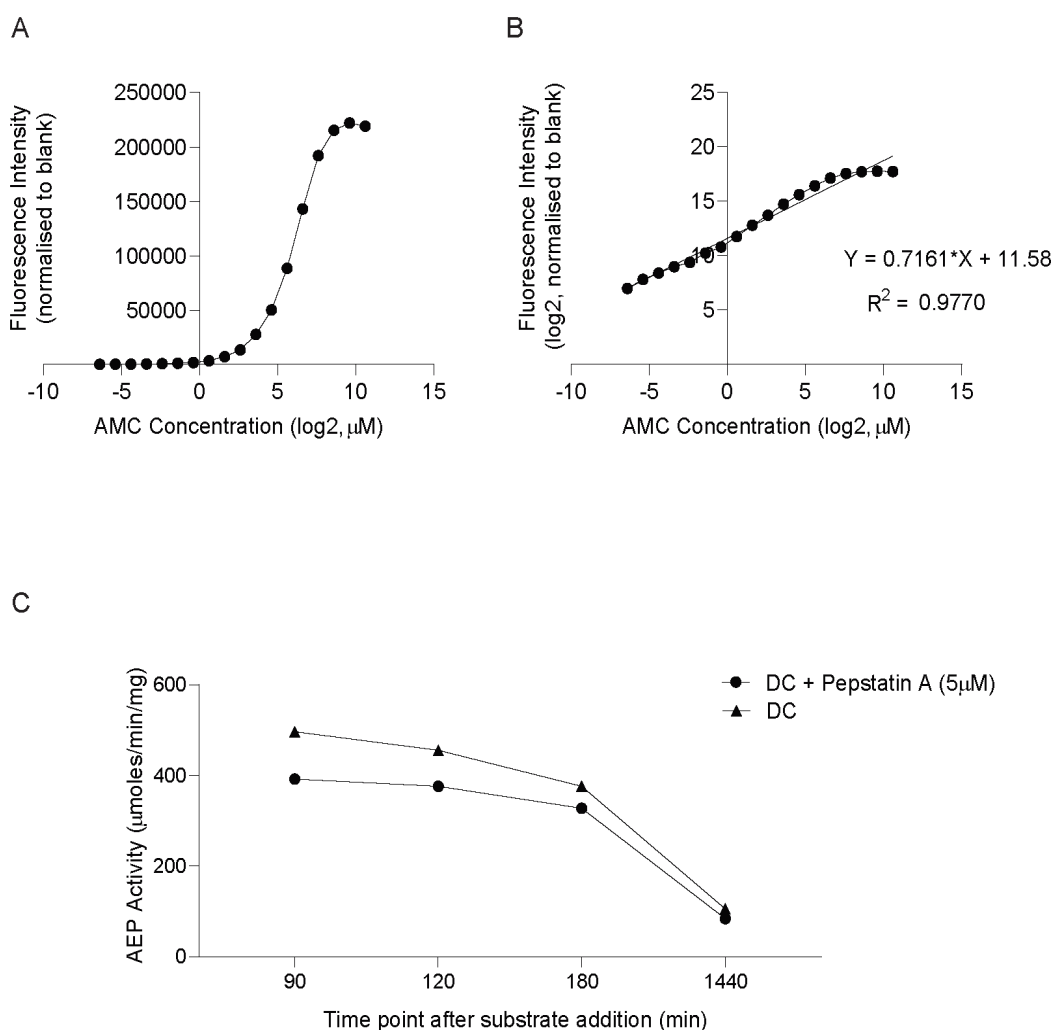 A
Fluorescence Intensity
(normalised to blank)
250000
200000
150000
100000
50000
-10
-5
0
5
10
15
AMC Concentration (log2, μM)
B
Fluorescence Intensity
(log2, normalised to blank)
25
20
15
10
5
Y = 0.7161*X + 11.58
R2 = 0.9770
-10
-5
0
5
10
15
AMC Concentration (log2, μM)
C
AEP Activity (μmoles/min/mg)
600
400
200
0
90
120
180
1440
Time point after substrate addition (min)
DC + Pepstatin A (5μM)
DC